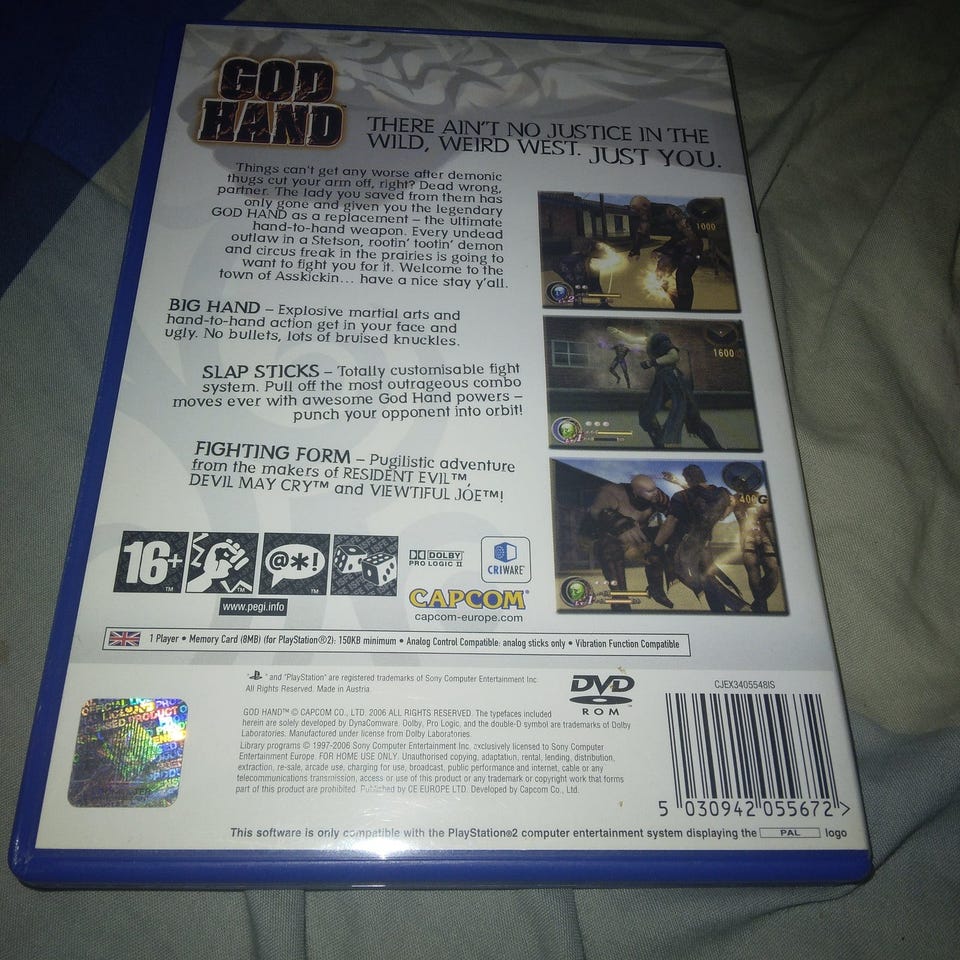 GOD
HAND™
THERE AIN'T NO JUSTICE IN THE
WILD, WEIRD WEST. JUST YOU.
Things can't get any worse after demonic
thugs cut your arm off, right? Dead wrong,
partner. The lady you saved from them has
only gone and given you the legendary
GOD HAND as a replacement – the ultimate
hand-to-hand weapon. Every undead
outlaw in a Stetson, rootin' tootin' demon
and circus freak in the prairies is going to
want to fight you for it. Welcome to the
town of Asskickin... have a nice stay y'all.
1000
BIG HAND – Explosive martial arts and
hand-to-hand action get in your face and
ugly. No bullets, lots of bruised knuckles.
1600
SLAP STICKS – Totally customisable fight
system. Pull off the most outrageous combo
moves ever with awesome God Hand powers –
punch your opponent into orbit!
FIGHTING FORM – Pugilistic adventure
from the makers of RESIDENT EVIL™,
DEVIL MAY CRY™ and VIEWTIFUL JOE™!
400G
16+™
@*!™
www.pegi.info
DOLBY
PRO LOGIC II
CRIWARE
CAPCOM®
capcom-europe.com
1 Player • Memory Card (8MB) (for PlayStation®2): 150KB minimum • Analog Control Compatible: analog sticks only • Vibration Function Compatible
" " and "PlayStation" are registered trademarks of Sony Computer Entertainment Inc.
All Rights Reserved. Made in Austria.
GOD HAND™ © CAPCOM CO., LTD. 2006 ALL RIGHTS RESERVED. The typefaces included
herein are solely developed by DynaComware. Dolby, Pro Logic, and the double-D symbol are trademarks of Dolby
Laboratories. Manufactured under license from Dolby Laboratories.
Library programs © 1997-2006 Sony Computer Entertainment Inc. exclusively licensed to Sony Computer
Entertainment Europe. FOR HOME USE ONLY. Unauthorised copying, adaptation, rental, lending, distribution,
extraction, re-sale, arcade use, charging for use, broadcast, public performance and internet, cable or any
telecommunications transmission, access or use of this product or any trademark or copyright work that forms
part of this product are prohibited. Published by CE EUROPE LTD. Developed by Capcom Co., Ltd.
DVD
ROM
CJEX3405548IS
5 030942 055672 >
This software is only compatible with the PlayStation®2 computer entertainment system displaying the PAL logo